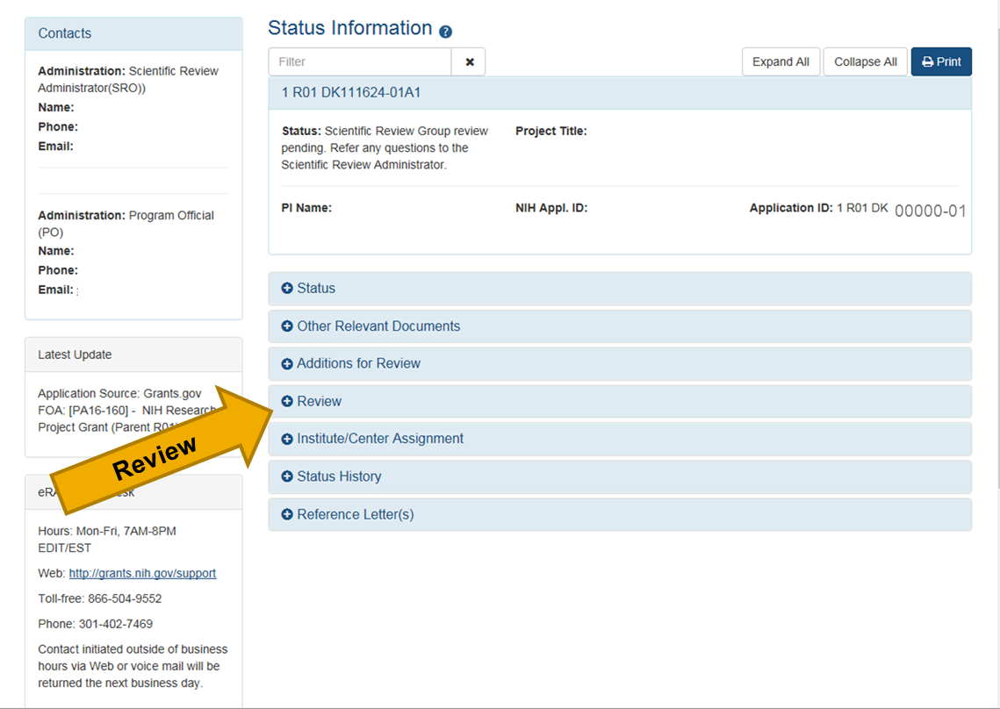 Contacts
Administration: Scientific Review
Administrator(SRO))
Name:
Phone:
Email:
Administration: Program Official
(PO)
Name:
Phone:
Email:
Latest Update
Application Source: Grants.gov
FOA: [PA16-160] - NIH Research
Project Grant (Parent R01)
Review
Hours: Mon-Fri, 7AM-8PM
EDIT/EST
Web: http://grants.nih.gov/support
Toll-free: 866-504-9552
Phone: 301-402-7469
Contact initiated outside of business
hours via Web or voice mail will be
returned the next business day.
Status Information ?
Filter
Expand All
Collapse All
Print
1 R01 DK111624-01A1
Status: Scientific Review Group review
pending. Refer any questions to the
Scientific Review Administrator.
Project Title:
PI Name:
NIH Appl. ID:
Application ID: 1 R01 DK 00000-01
Status
Other Relevant Documents
Additions for Review
Review
Institute/Center Assignment
Status History
Reference Letter(s)